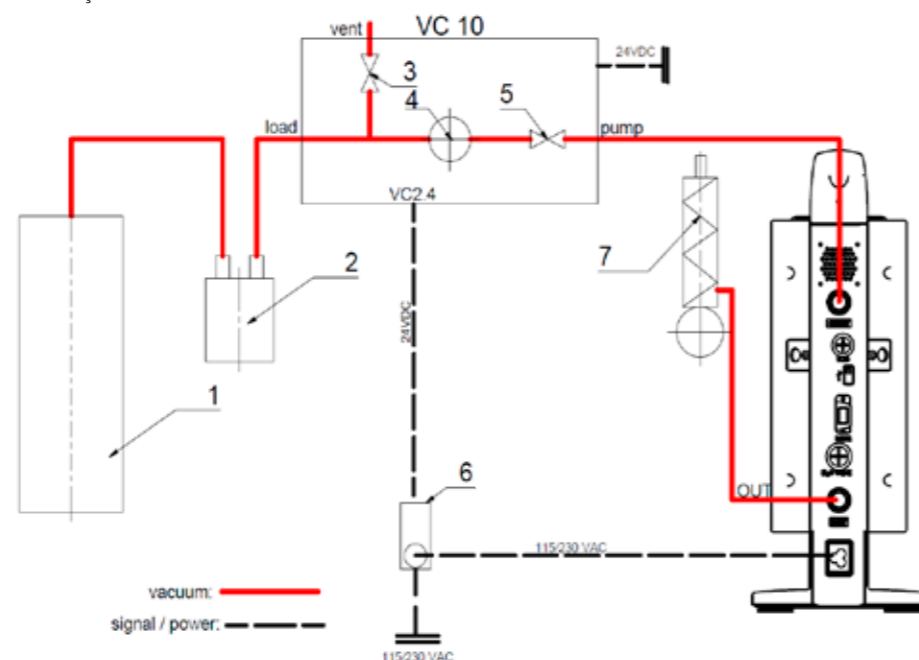 vent
VC 10
24VDC
3
4
5
load
pump
VC2.4
2
7
24VDC
1
6
OUT
115/230 VAC
vacuum:
signal / power:
115/230 VAC